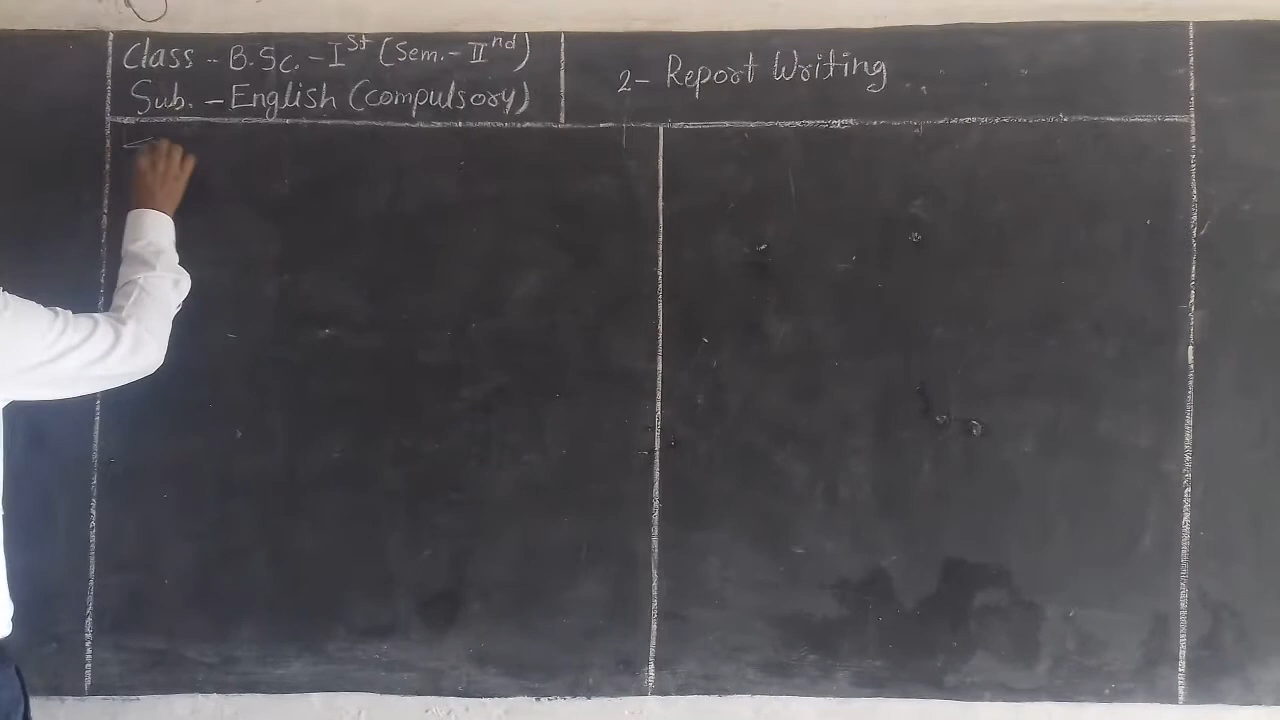 Class - B.Sc. - Iˢᵗ (Sem. - IIⁿᵈ)
Sub. - English (compulsory)
2- Report Writing